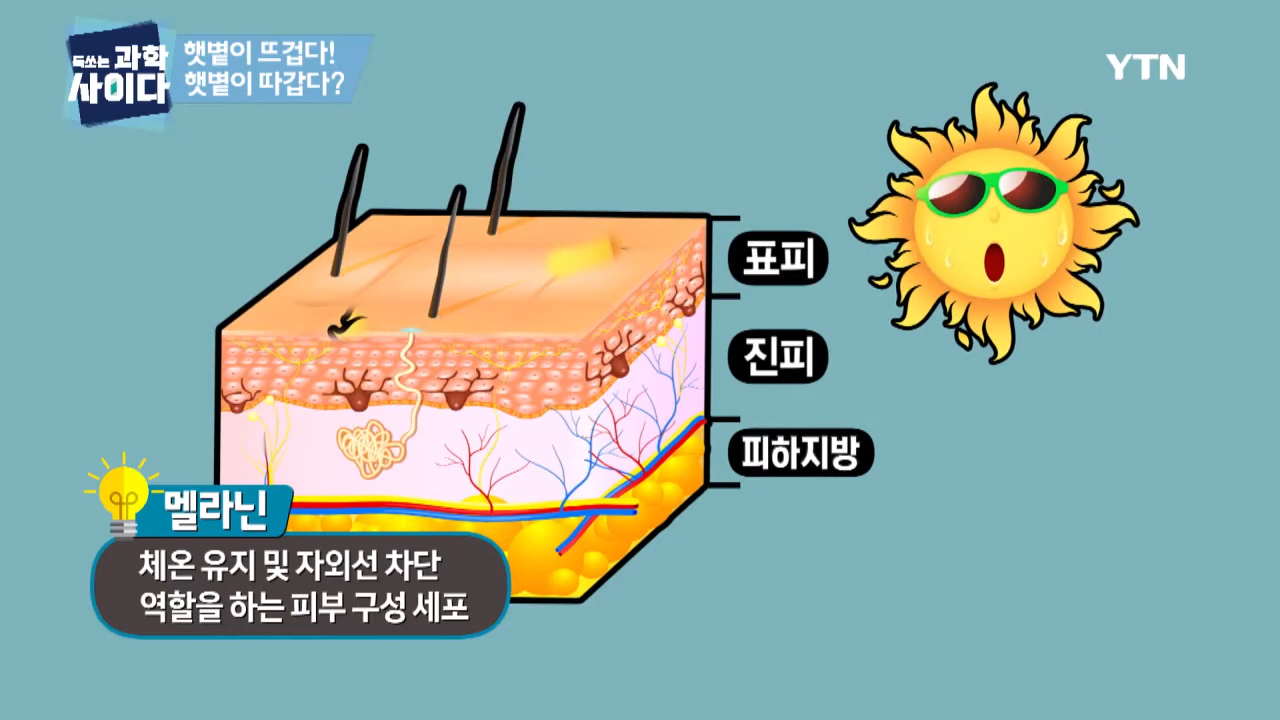 톡쏘는 과학
사이다
햇볕이 뜨겁다!
햇볕이 따갑다?
YTN
표피
진피
피하지방
멜라닌
체온 유지 및 자외선 차단
역할을 하는 피부 구성 세포